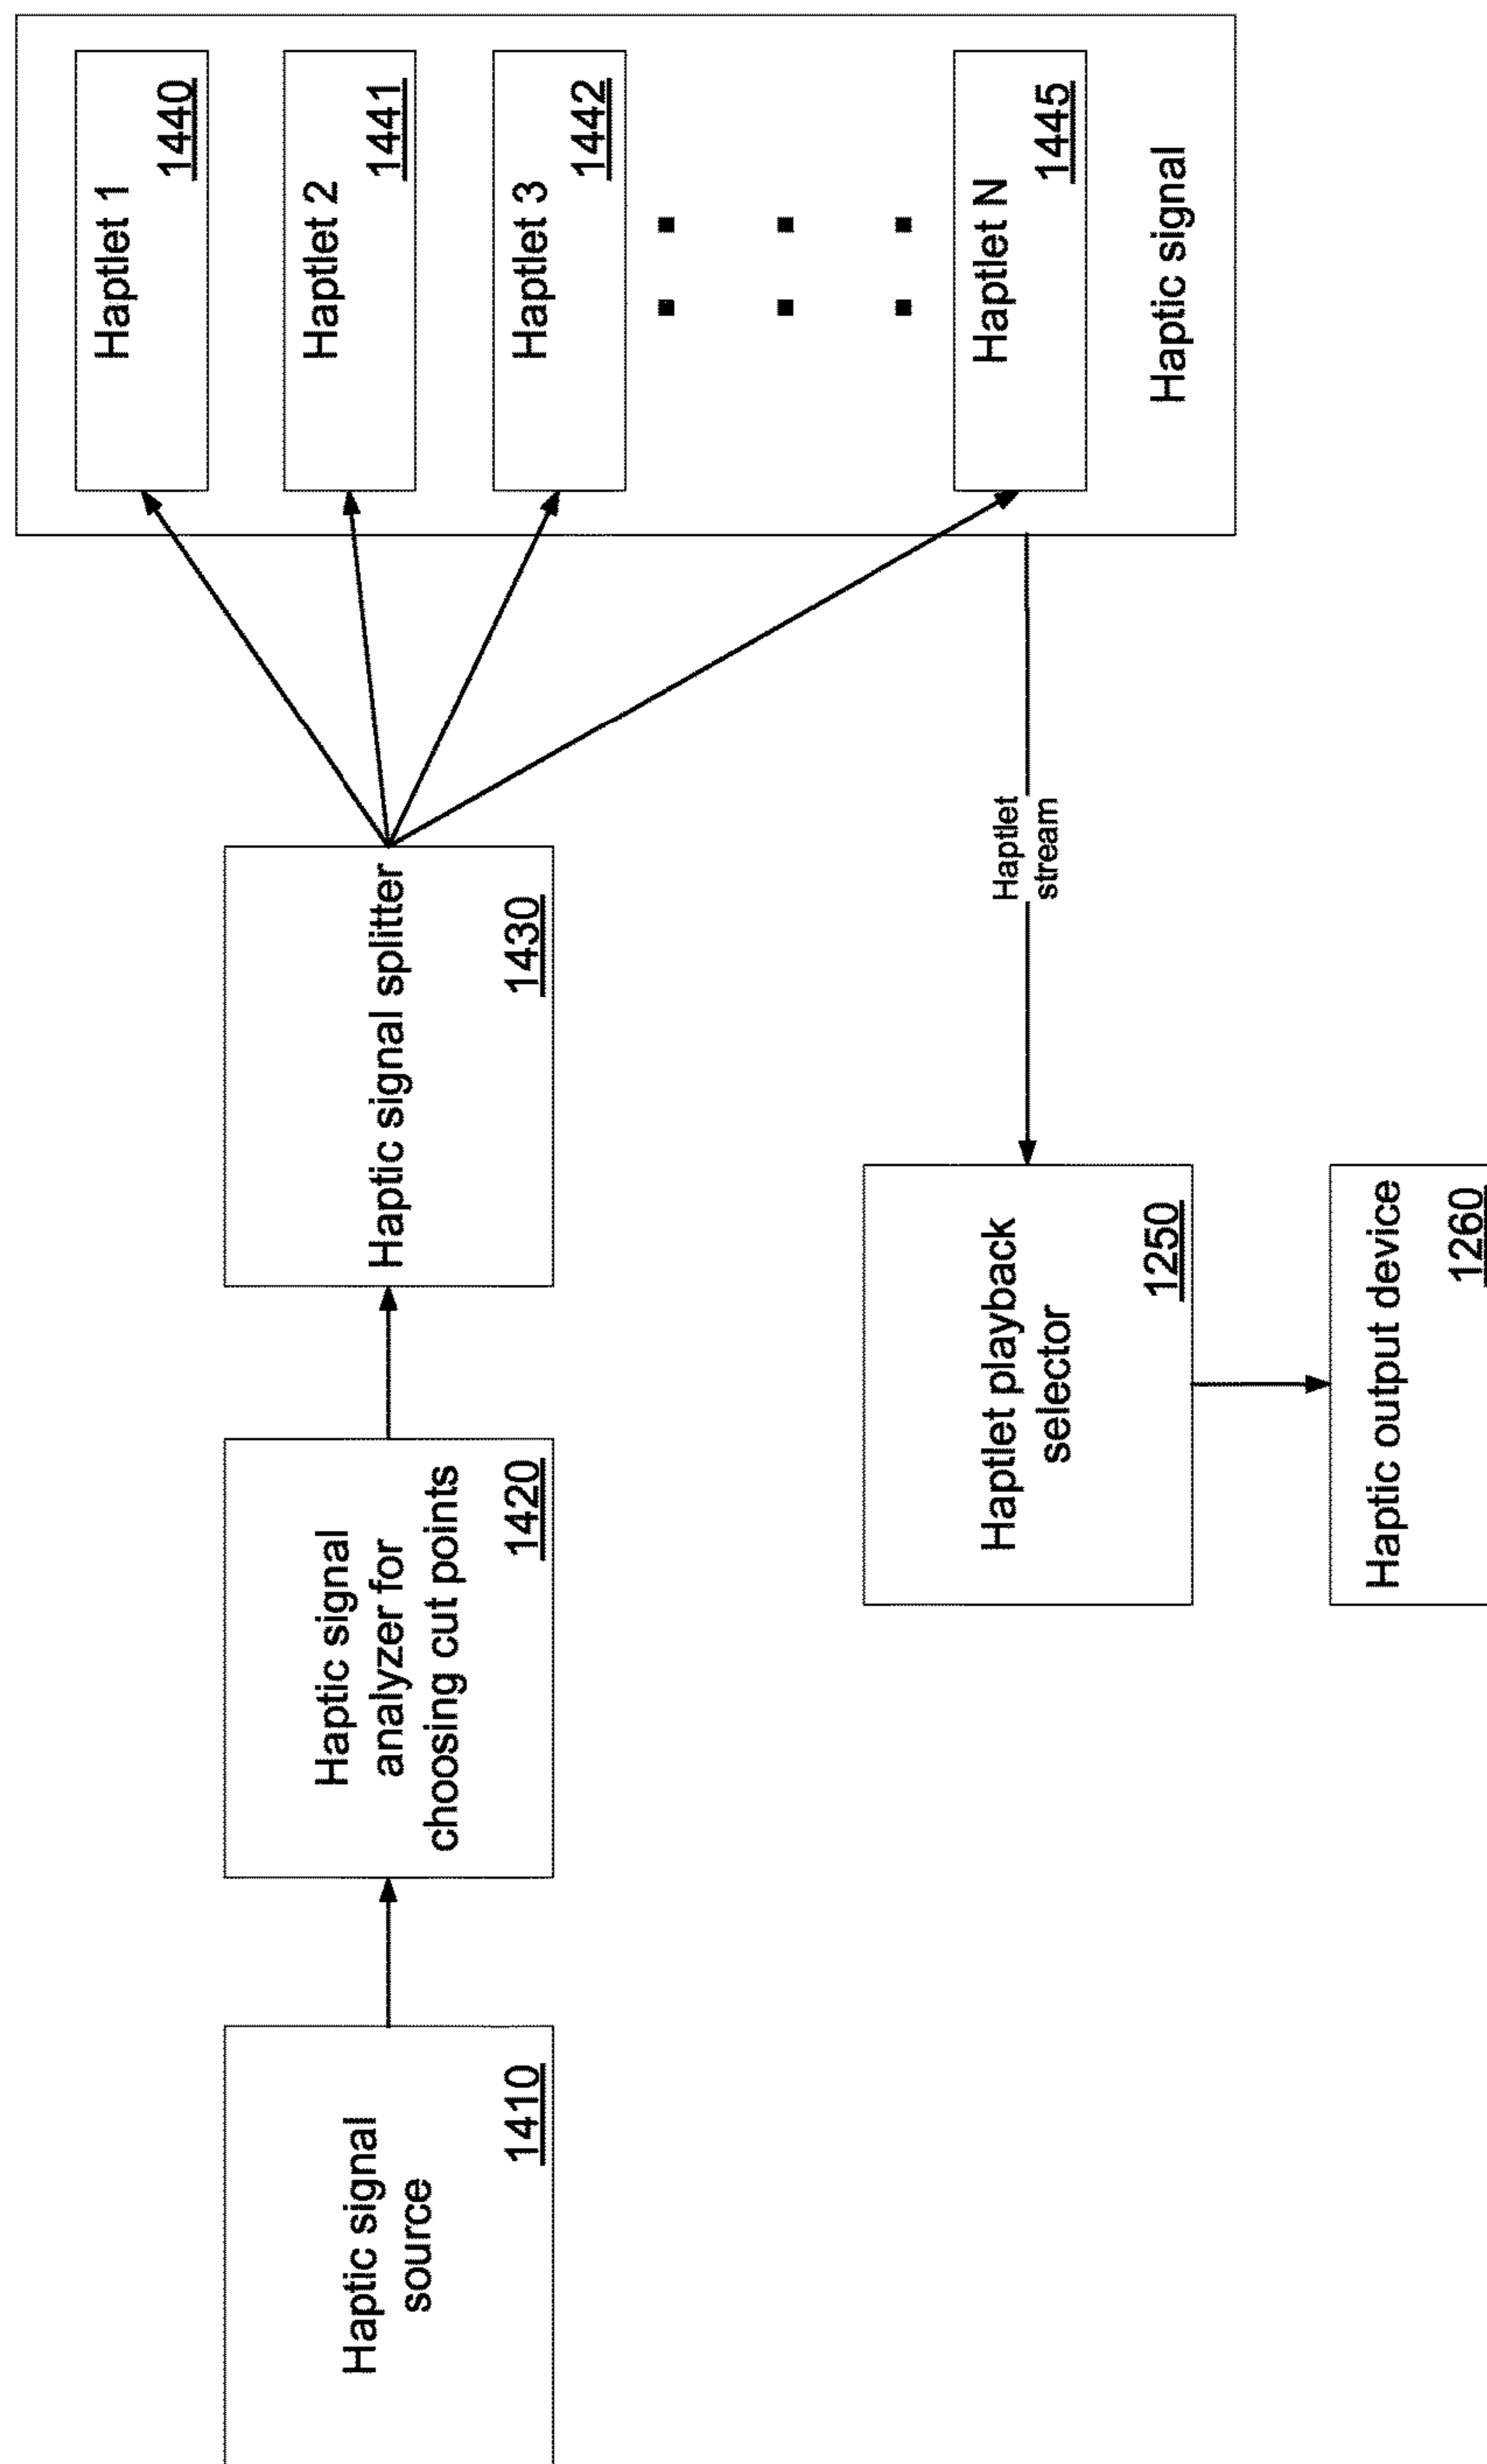 Haptic signal
source
1410
Haptic signal
analyzer for
choosing cut points
1420
Haptic signal splitter
1430
Haptlet 1
1440
Haptlet 2
1441
Haptlet 3
1442
Haptlet N
1445
Haptic signal
Haptlet
stream
Haptlet playback
selector
1250
Haptic output device
1260